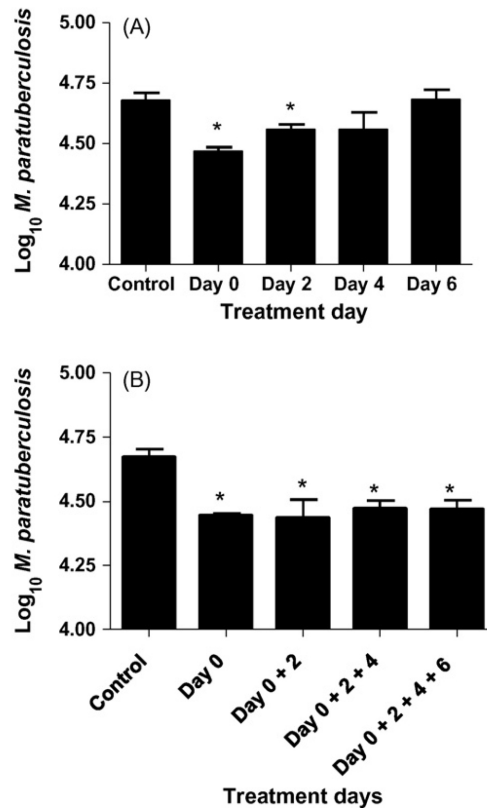 (A)
Log10 M. paratuberculosis
5.00
4.75
4.50
4.25
4.00
*
*
Control Day 0 Day 2 Day 4 Day 6
Treatment day
(B)
Log10 M. paratuberculosis
5.00
4.75
4.50
4.25
4.00
*
*
*
*
Control
Day 0
Day 0 + 2
Day 0 + 2 + 4
Day 0 + 2 + 4 + 6
Treatment days